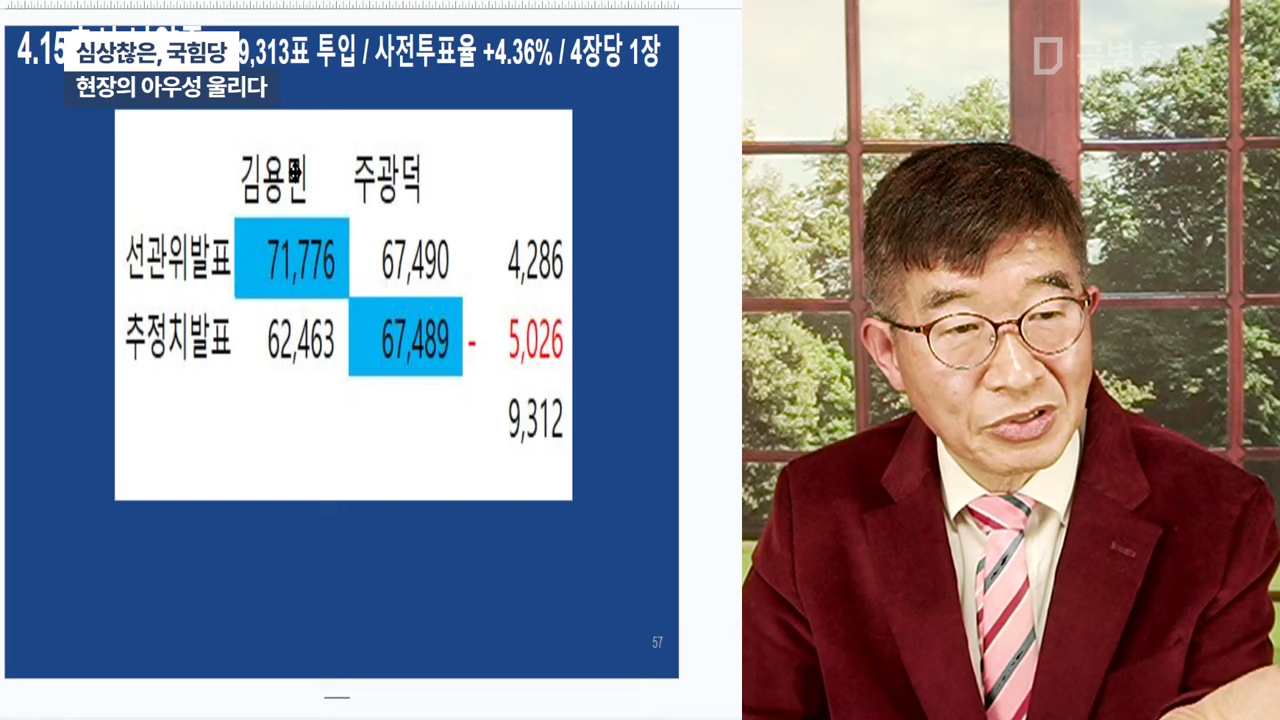 4.15 9,313표 투입 / 사전투표율 +4.36% / 4장당 1장
심상찮은, 국힘당
현장의 아우성 울리다
김용민 주광덕
선관위발표 71,776 67,490 4,286
추정치발표 62,463 67,489 - 5,026
9,312
57